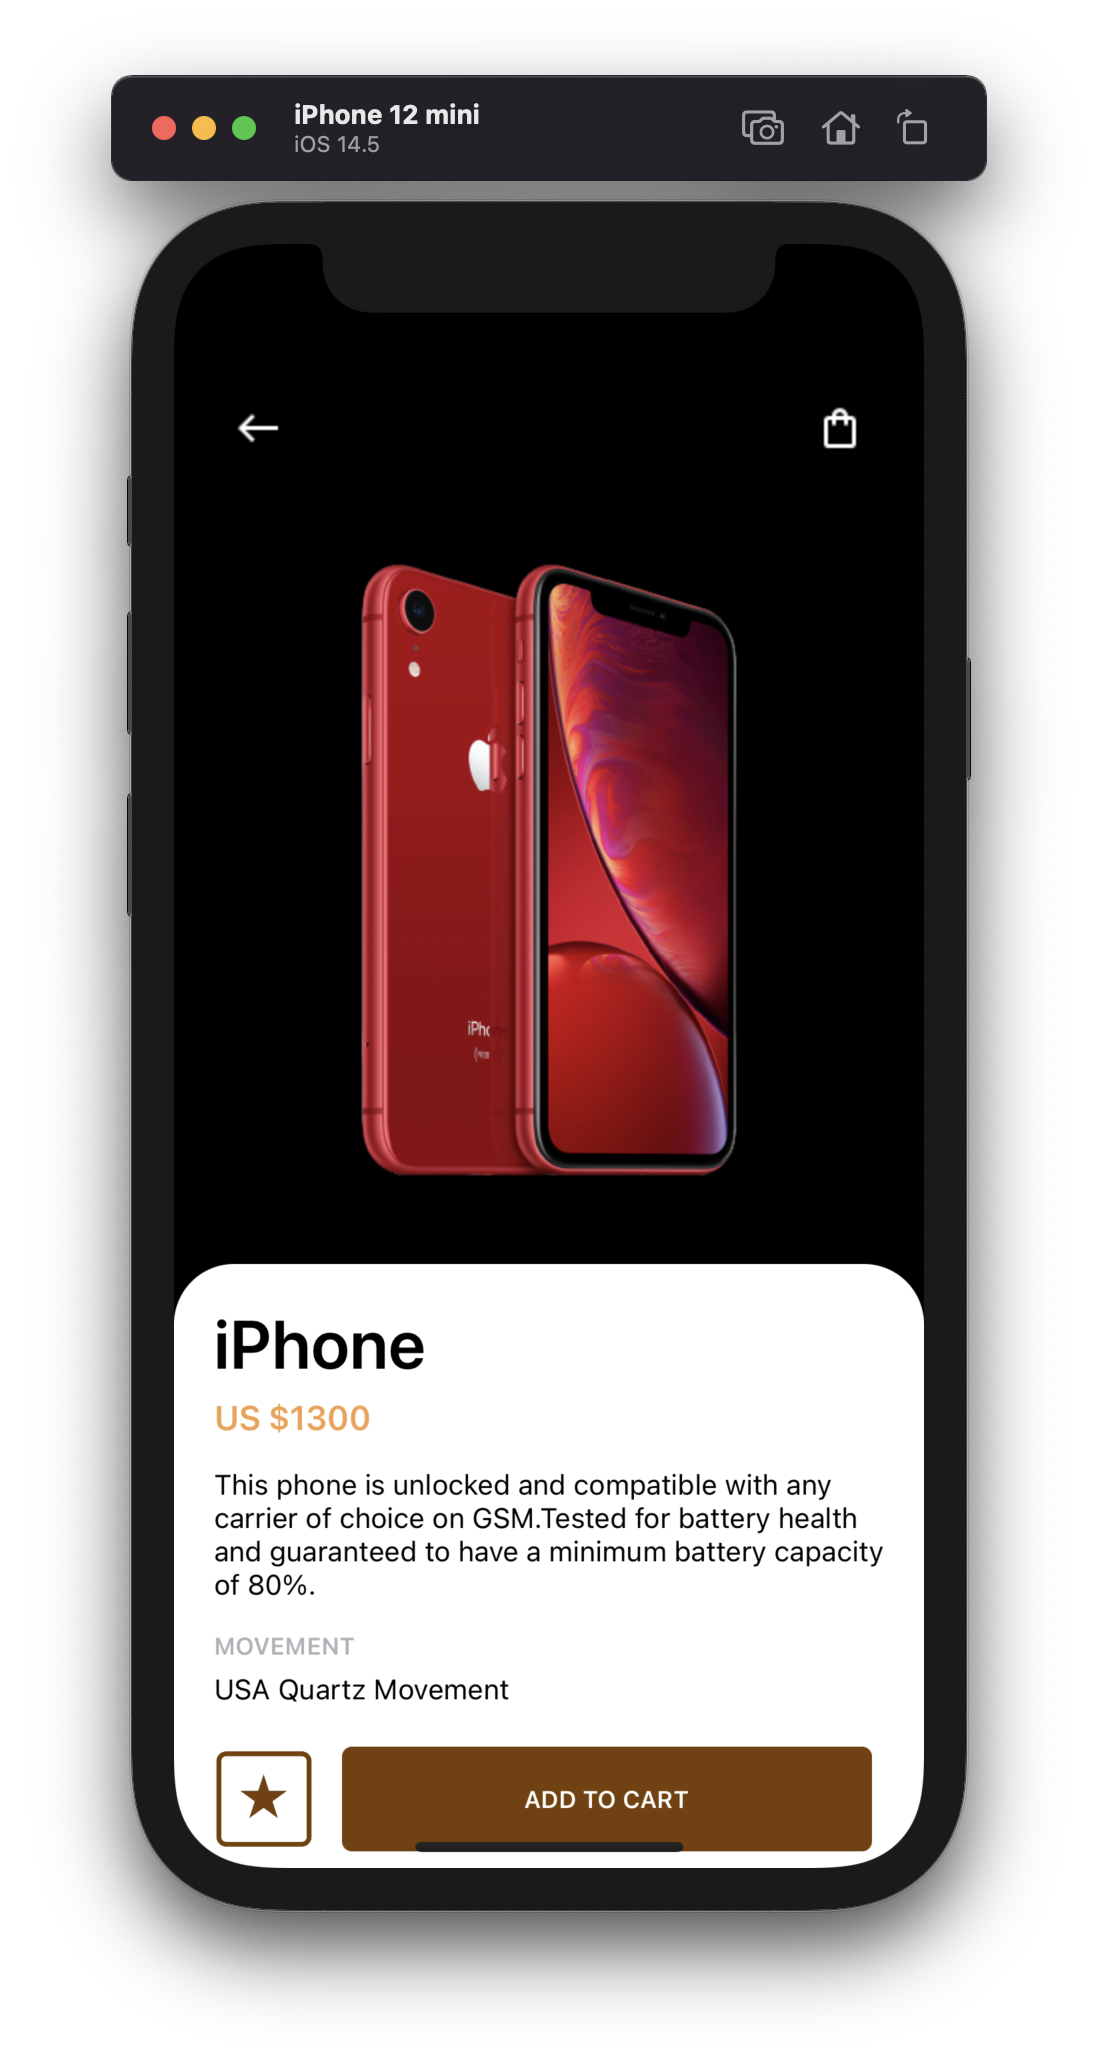 iPhone 12 mini
iOS 14.5
iPhone
iPhone
US $1300
This phone is unlocked and compatible with any
carrier of choice on GSM.Tested for battery health
and guaranteed to have a minimum battery capacity
of 80%.
MOVEMENT
USA Quartz Movement
ADD TO CART